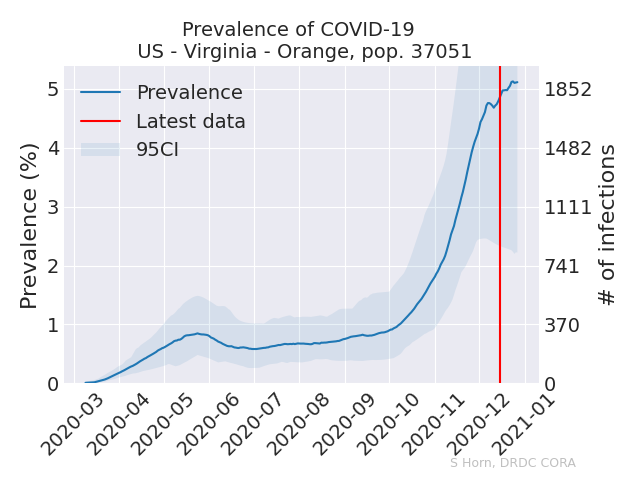 Prevalence of COVID-19
US - Virginia - Orange, pop. 37051
Prevalence
Latest data
95CI
Prevalence (%)
5
4
3
2
1
0
1852
1482
1111
741
370
0
# of infections
2020-03
2020-04
2020-05
2020-06
2020-07
2020-08
2020-09
2020-10
2020-11
2020-12
2021-01
S Horn, DRDC CORA